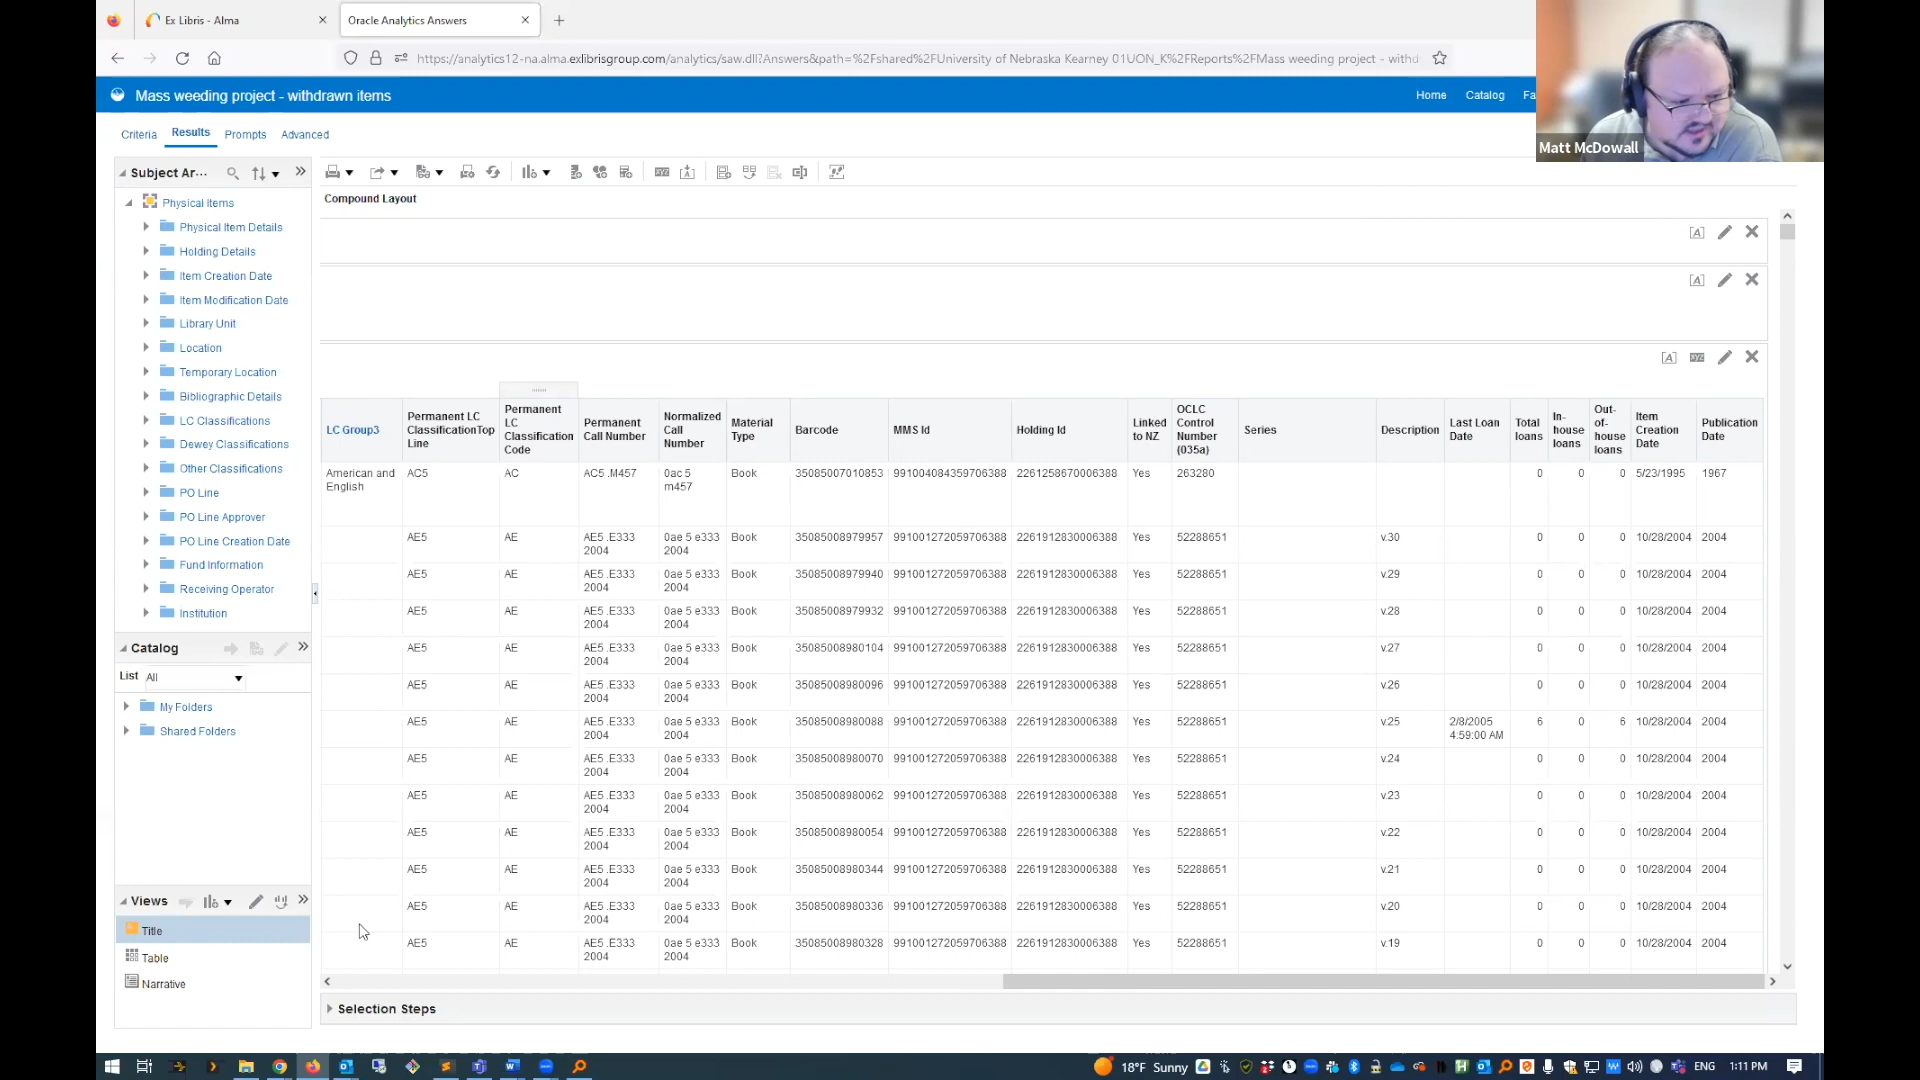 Ex Libris - Alma
Oracle Analytics Answers
https://analytics12-na.alma.exlibrisgroup.com/analytics/saw.dll?Answers&path=%2Fshared%2FUniversity of Nebraska Kearney 01UON_K%2FReports%2FMass weeding project - withd
Mass weeding project - withdrawn items
Home Catalog Fa
Matt McDowall
Criteria Results Prompts Advanced
Subject Ar...
Physical Items
Physical Item Details
Holding Details
Item Creation Date
Item Modification Date
Library Unit
Location
Temporary Location
Bibliographic Details
LC Classifications
Dewey Classifications
Other Classifications
PO Line
PO Line Approver
PO Line Creation Date
Fund Information
Receiving Operator
Institution
Catalog
List All
My Folders
Shared Folders
Views
Title
Table
Narrative
Compound Layout
LC Group3
Permanent LC
ClassificationTop
Line
Permanent
LC
Classification
Code
Permanent
Call Number
Normalized
Call
Number
Material
Type
Barcode
MMS Id
Holding Id
Linked
to NZ
OCLC
Control
Number
(035a)
Series
Description
Last Loan
Date
Total
loans
In-
house
loans
Out-
of-
house
loans
Item
Creation
Date
Publication
Date
American and AC5 AC AC5 .M457 0ac 5 Book 35085007010853 991004084359706388 2261258670006388 Yes 263280 0 0 0 5/23/1995 1967
English m457
AE5 AE AE5 .E333 0ae 5 e333 Book 35085008979957 991001272059706388 2261912830006388 Yes 52288651 v.30 0 0 0 10/28/2004 2004
2004 2004
AE5 AE AE5 .E333 0ae 5 e333 Book 35085008979940 991001272059706388 2261912830006388 Yes 52288651 v.29 0 0 0 10/28/2004 2004
2004 2004
AE5 AE AE5 .E333 0ae 5 e333 Book 35085008979932 991001272059706388 2261912830006388 Yes 52288651 v.28 0 0 0 10/28/2004 2004
2004 2004
AE5 AE AE5 .E333 0ae 5 e333 Book 35085008980104 991001272059706388 2261912830006388 Yes 52288651 v.27 0 0 0 10/28/2004 2004
2004 2004
AE5 AE AE5 .E333 0ae 5 e333 Book 35085008980096 991001272059706388 2261912830006388 Yes 52288651 v.26 0 0 0 10/28/2004 2004
2004 2004
AE5 AE AE5 .E333 0ae 5 e333 Book 35085008980088 991001272059706388 2261912830006388 Yes 52288651 v.25 2/8/2005 6 0 6 10/28/2004 2004
2004 2004 4:59:00 AM
AE5 AE AE5 .E333 0ae 5 e333 Book 35085008980070 991001272059706388 2261912830006388 Yes 52288651 v.24 0 0 0 10/28/2004 2004
2004 2004
AE5 AE AE5 .E333 0ae 5 e333 Book 35085008980062 991001272059706388 2261912830006388 Yes 52288651 v.23 0 0 0 10/28/2004 2004
2004 2004
AE5 AE AE5 .E333 0ae 5 e333 Book 35085008980054 991001272059706388 2261912830006388 Yes 52288651 v.22 0 0 0 10/28/2004 2004
2004 2004
AE5 AE AE5 .E333 0ae 5 e333 Book 35085008980344 991001272059706388 2261912830006388 Yes 52288651 v.21 0 0 0 10/28/2004 2004
2004 2004
AE5 AE AE5 .E333 0ae 5 e333 Book 35085008980336 991001272059706388 2261912830006388 Yes 52288651 v.20 0 0 0 10/28/2004 2004
2004 2004
AE5 AE AE5 .E333 0ae 5 e333 Book 35085008980328 991001272059706388 2261912830006388 Yes 52288651 v.19 0 0 0 10/28/2004 2004
2004 2004
Selection Steps
18°F Sunny ENG 1:11 PM